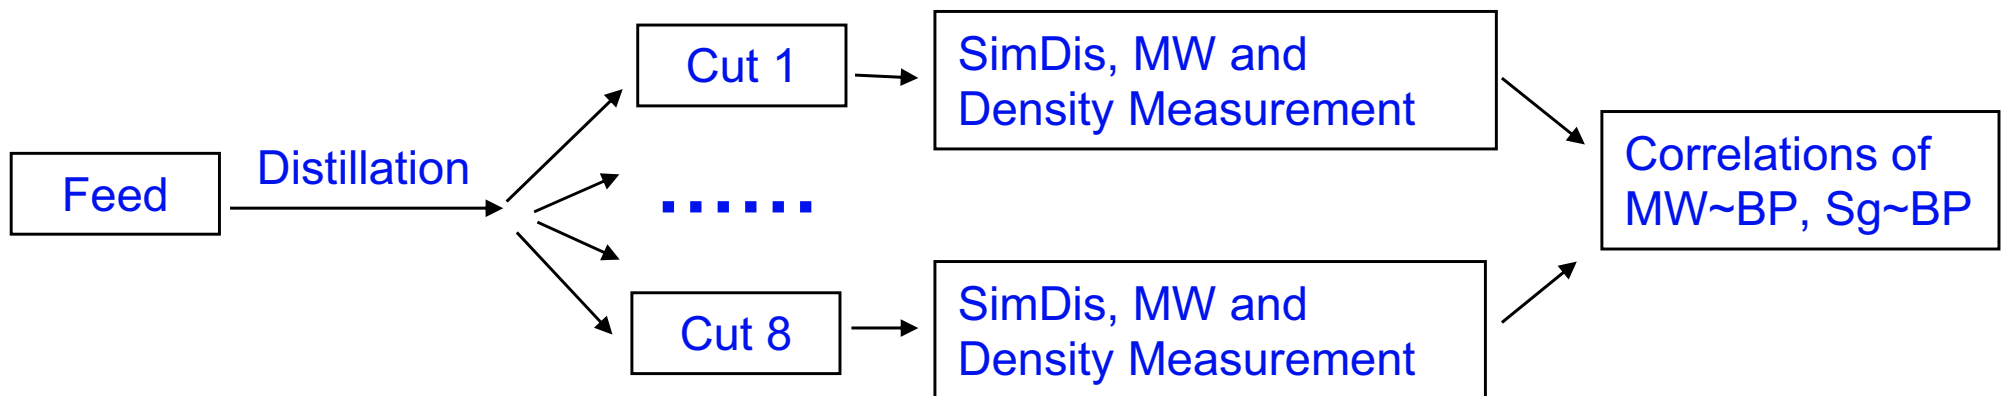 Feed
Distillation
Cut 1
......
Cut 8
SimDis, MW and
Density Measurement
SimDis, MW and
Density Measurement
Correlations of
MW~BP, Sg~BP